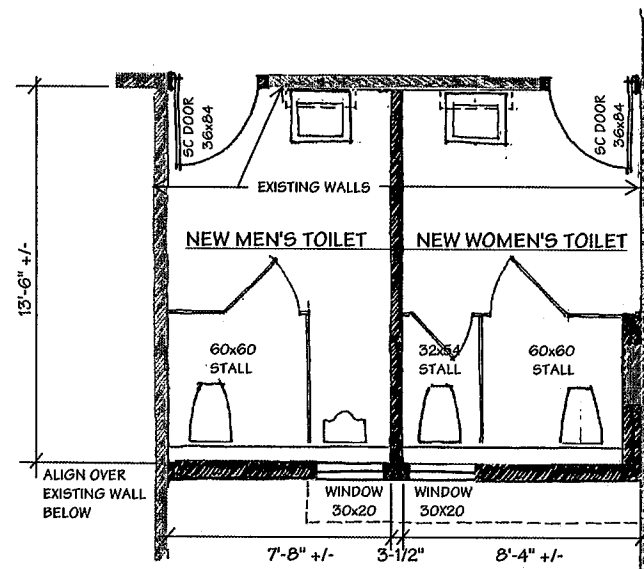 SC DOOR
36x84
SC DOOR
36x84
EXISTING WALLS
NEW MEN'S TOILET
NEW WOMEN'S TOILET
13'-6" +/-
60x60
STALL
32x54
STALL
60x60
STALL
ALIGN OVER
EXISTING WALL
BELOW
WINDOW
30x20
WINDOW
30X20
7'-8" +/-
3-1/2"
8'-4" +/-